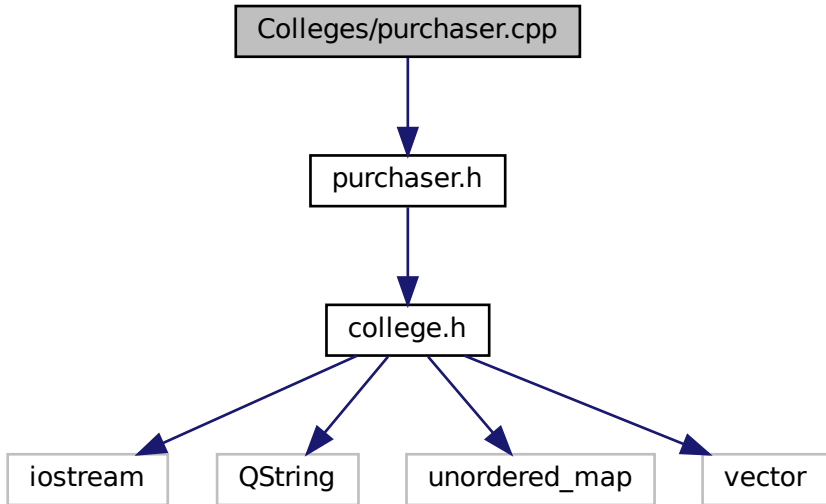 Colleges/purchaser.cpp
purchaser.h
college.h
iostream
QString
unordered_map
vector